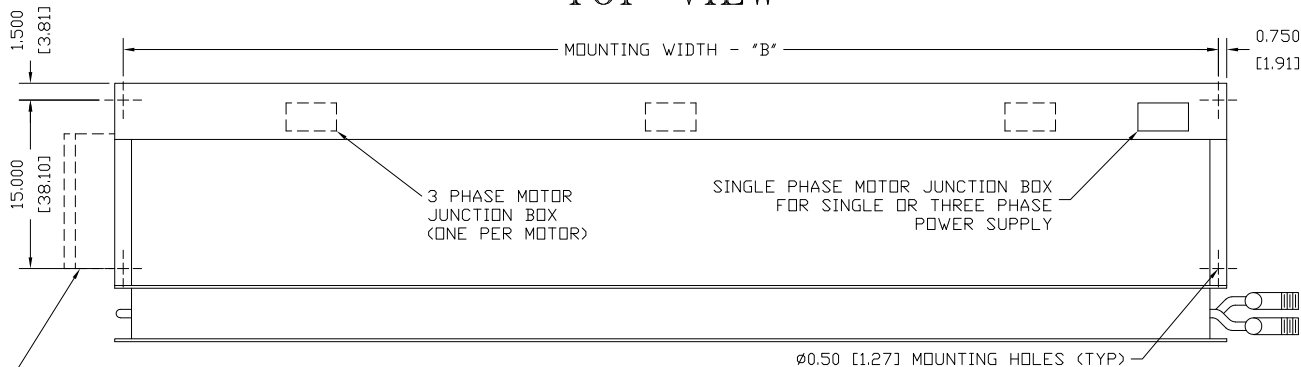 TOP VIEW
1.500
[3.81]
MOUNTING WIDTH - "B"
0.750
[1.91]
15.000
[38.10]
3 PHASE MOTOR
JUNCTION BOX
(ONE PER MOTOR)
SINGLE PHASE MOTOR JUNCTION BOX
FOR SINGLE OR THREE PHASE
POWER SUPPLY
Ø0.50 [1.27] MOUNTING HOLES (TYP)